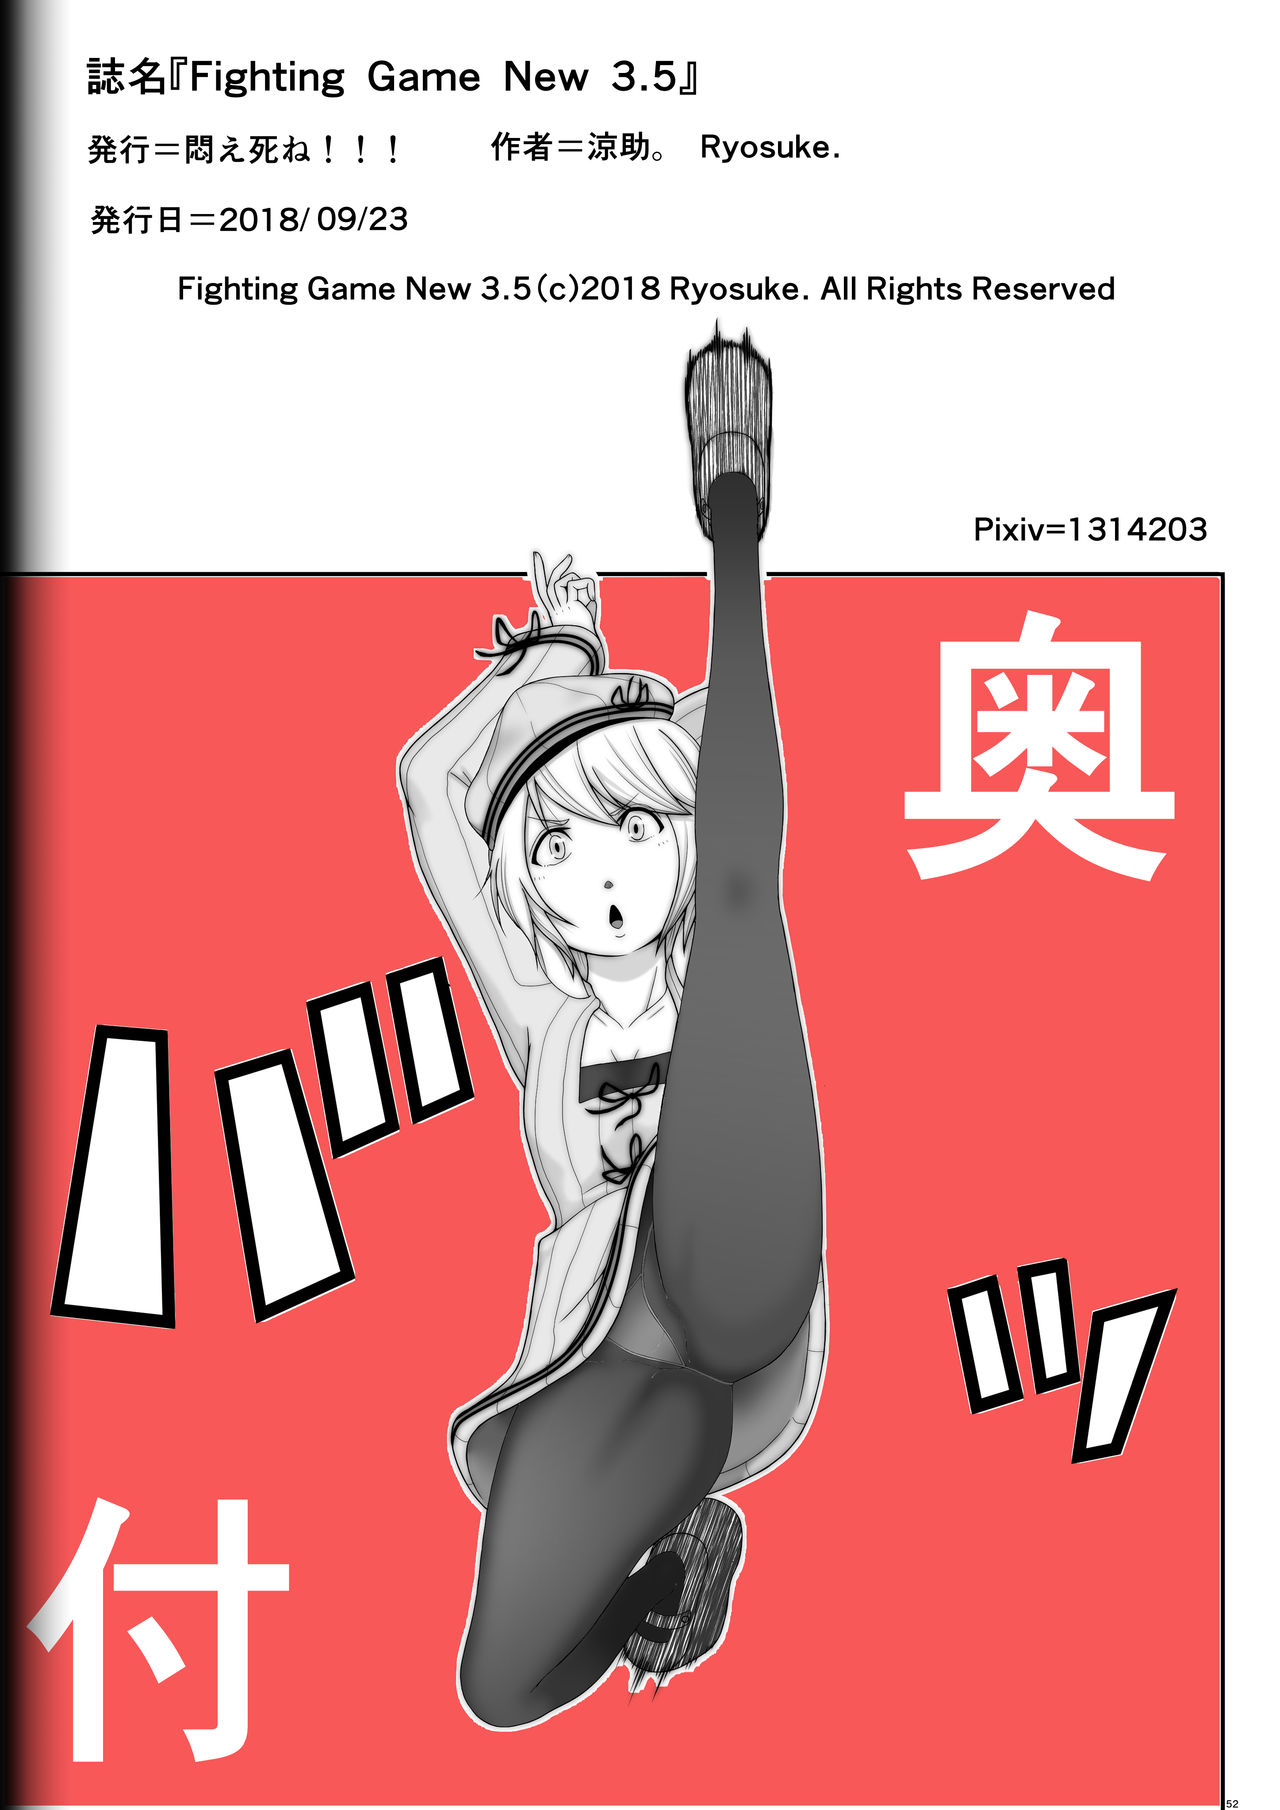 誌名『Fighting Game New 3.5』
発行＝悶え死ね！！！ 作者＝涼助。 Ryosuke.
発行日＝2018/ 09/23
Fighting Game New 3.5(c)2018 Ryosuke. All Rights Reserved
Pixiv=1314203
奥
バッ
付
52